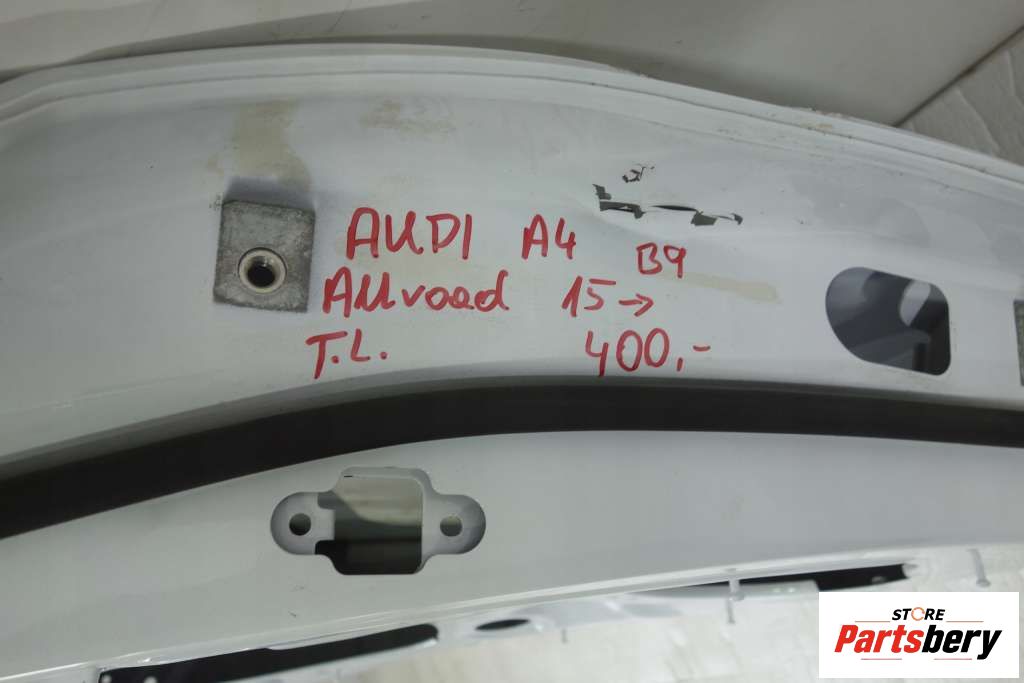 AUDI A4 B9
Allroad 15→
T.L. 400,-
STORE
Partsbery